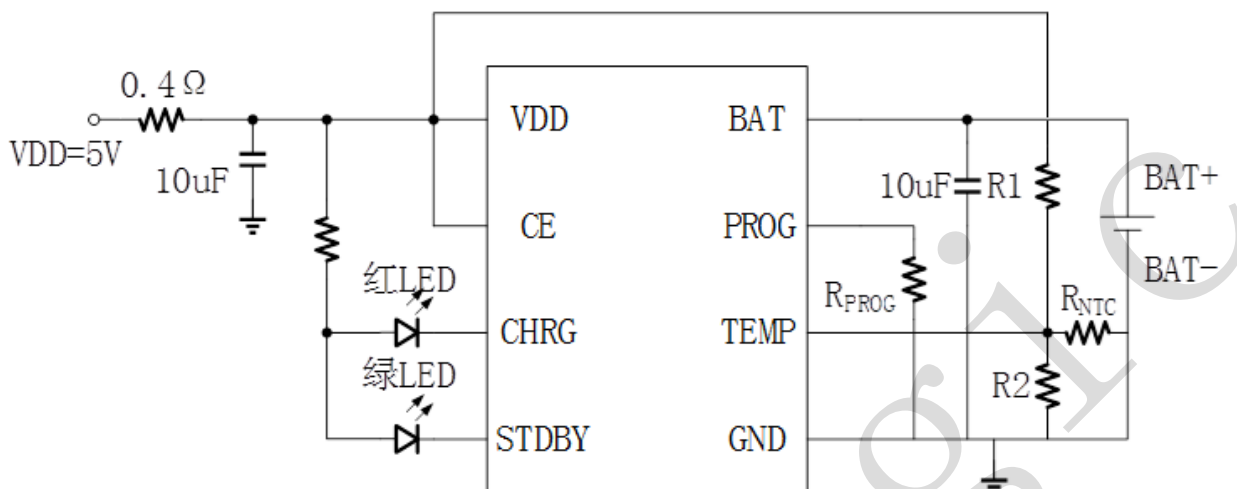 0.4Ω
VDD=5V
10uF
红LED
绿LED
VDD
CE
CHRG
STDBY
BAT
PROG
TEMP
GND
10uF
R1
R2
RPROG
RNTC
BAT+
BAT-